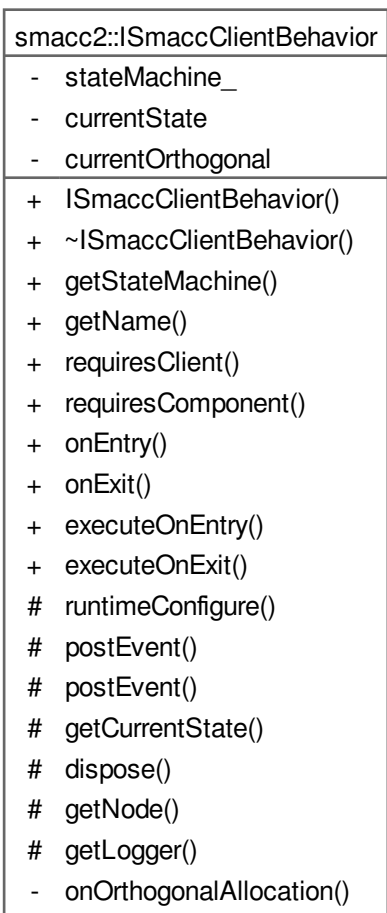 smacc2::ISmaccClientBehavior
- stateMachine_
- currentState
- currentOrthogonal
+ ISmaccClientBehavior()
+ ~ISmaccClientBehavior()
+ getStateMachine()
+ getName()
+ requiresClient()
+ requiresComponent()
+ onEntry()
+ onExit()
+ executeOnEntry()
+ executeOnExit()
# runtimeConfigure()
# postEvent()
# postEvent()
# getCurrentState()
# dispose()
# getNode()
# getLogger()
- onOrthogonalAllocation()